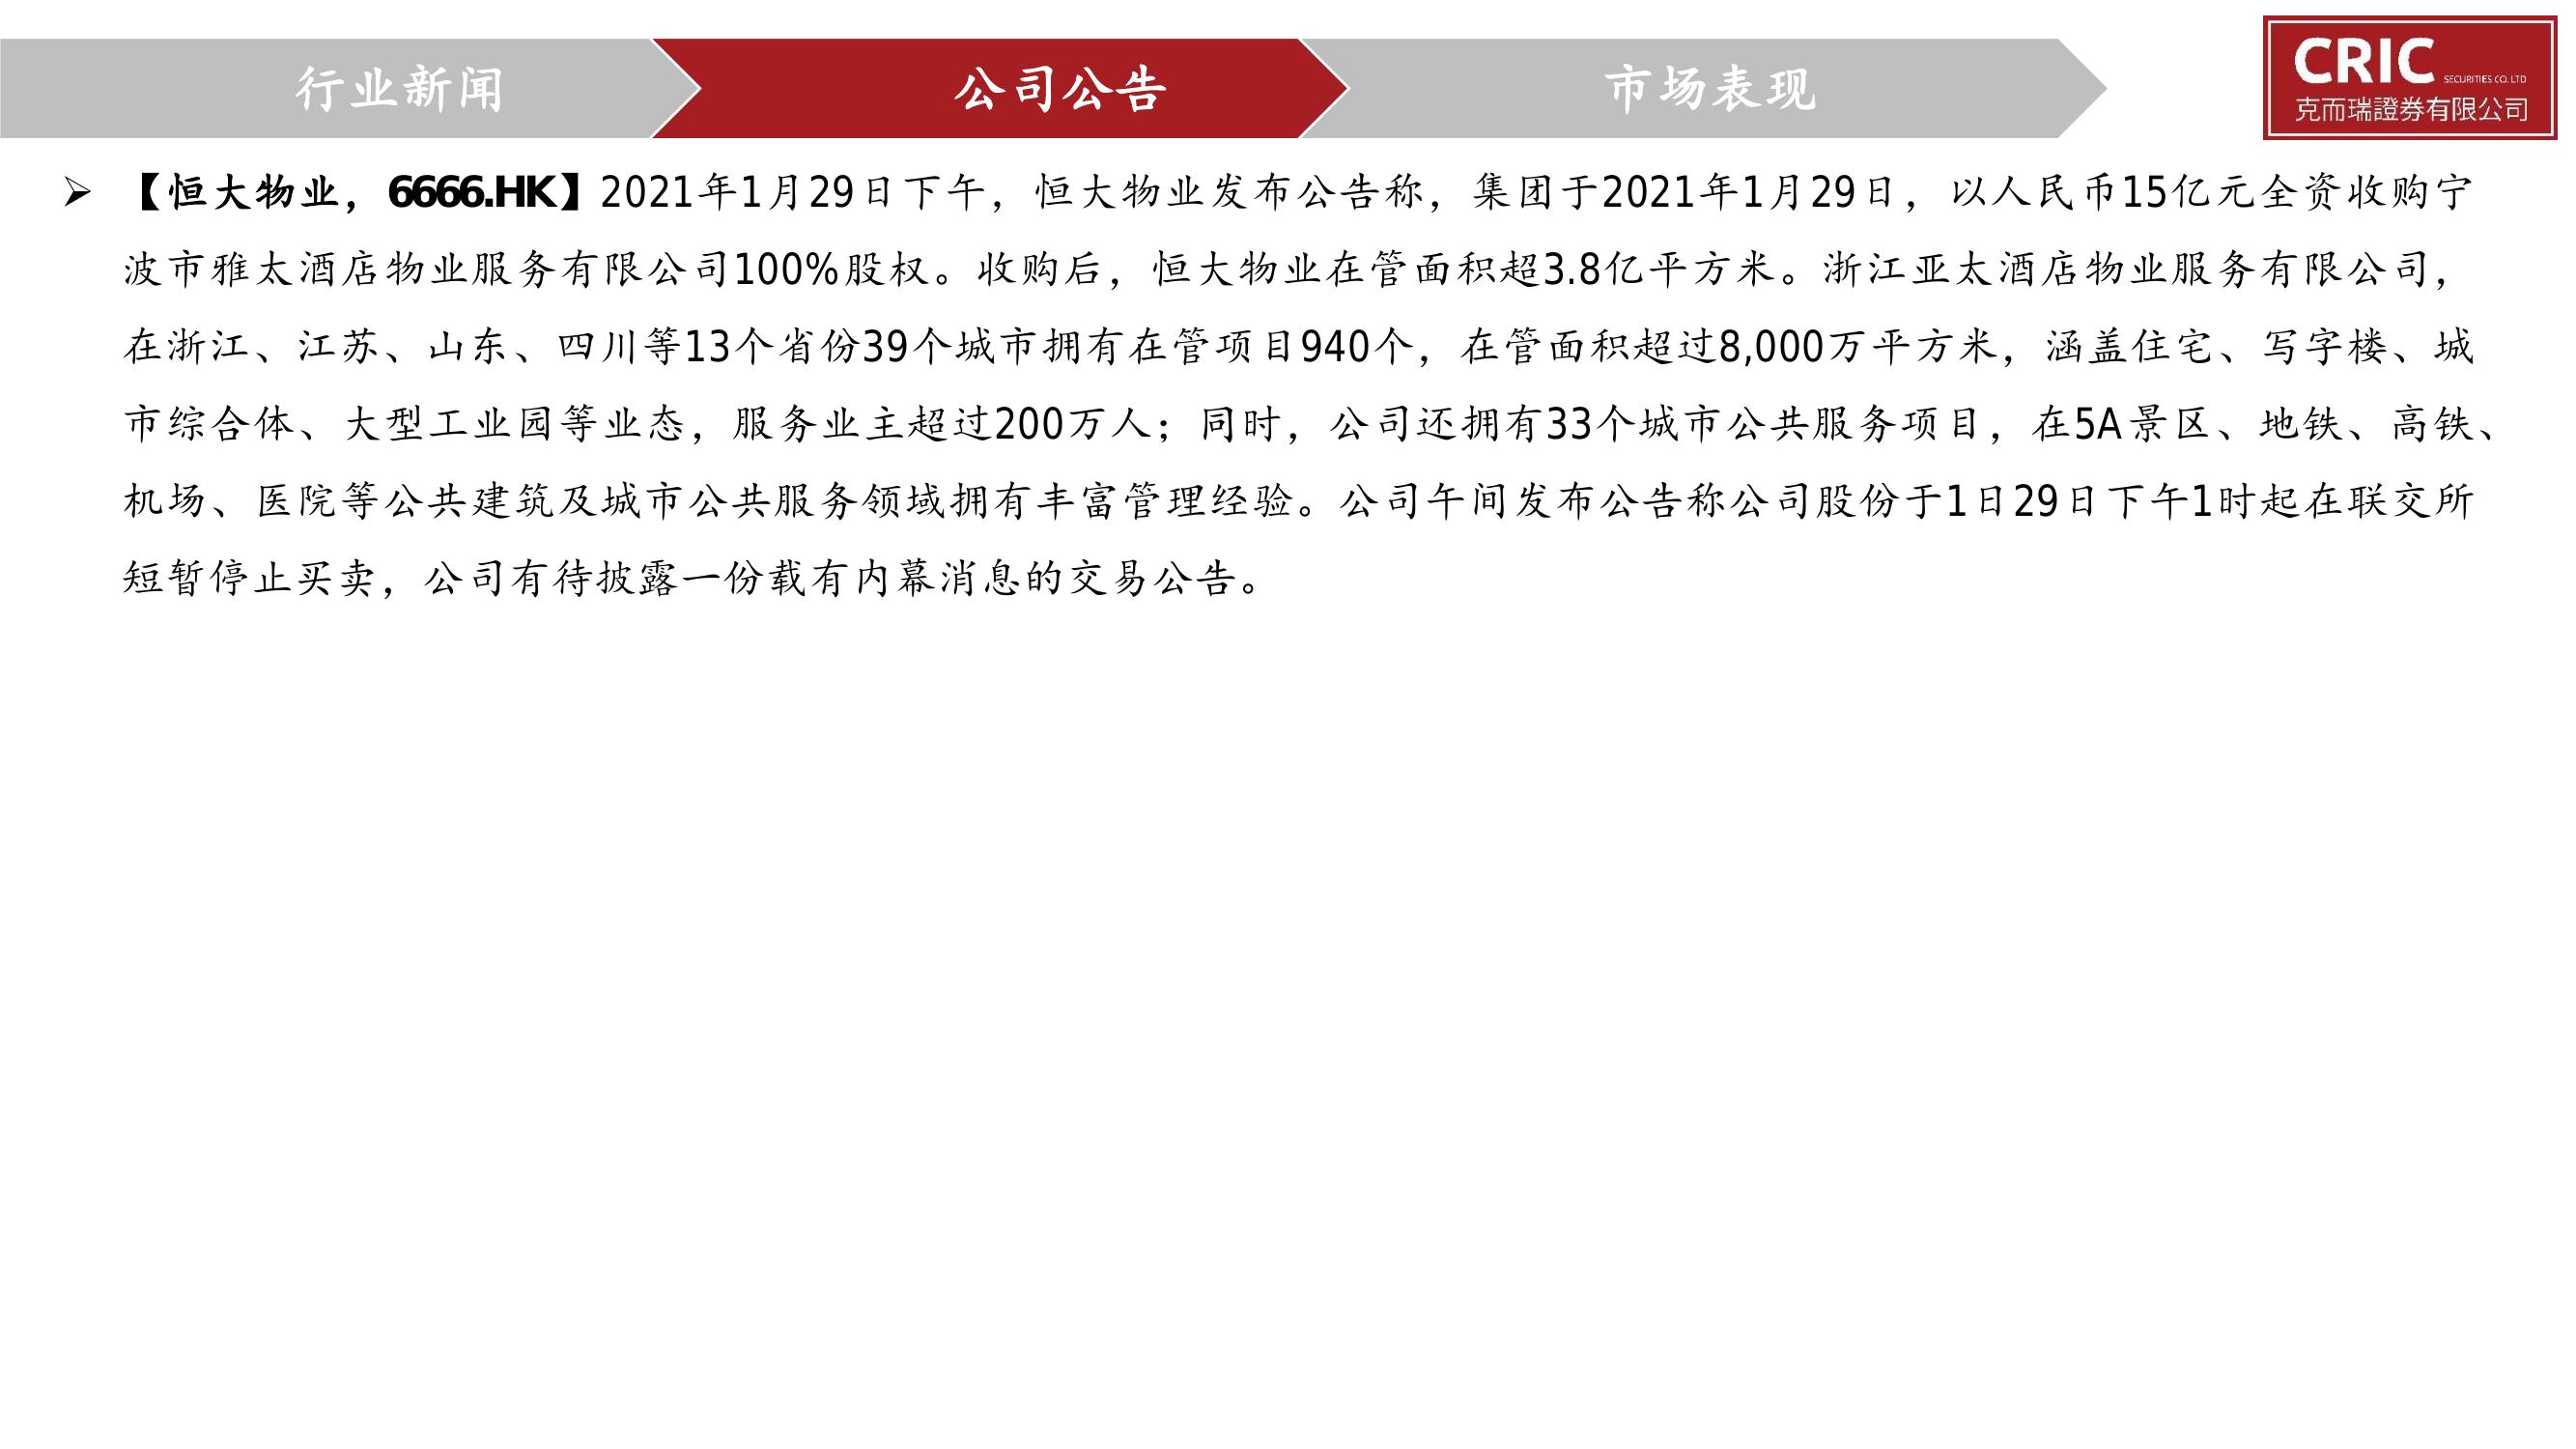 行业新闻
公司公告
市场表现
CRIC SECURITIES CO. LTD
克而瑞證券有限公司
➢ 【恒大物业，6666.HK】2021年1月29日下午，恒大物业发布公告称，集团于2021年1月29日，以人民币15亿元全资收购宁
波市雅太酒店物业服务有限公司100%股权。收购后，恒大物业在管面积超3.8亿平方米。浙江亚太酒店物业服务有限公司，
在浙江、江苏、山东、四川等13个省份39个城市拥有在管项目940个，在管面积超过8,000万平方米，涵盖住宅、写字楼、城
市综合体、大型工业园等业态，服务业主超过200万人；同时，公司还拥有33个城市公共服务项目，在5A景区、地铁、高铁、
机场、医院等公共建筑及城市公共服务领域拥有丰富管理经验。公司午间发布公告称公司股份于1日29日下午1时起在联交所
短暂停止买卖，公司有待披露一份载有内幕消息的交易公告。